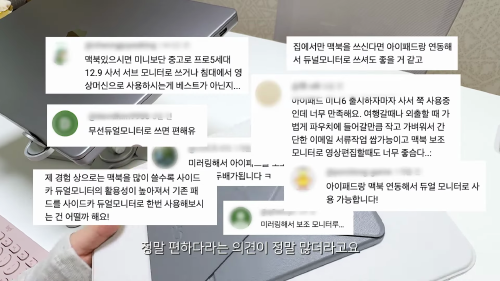 맥북있으시면 미니보단 중고로 프로5세대
12.9 사서 서브 모니터로 쓰거나 침대에서 영
상머신으로 사용하시는게 베스트가 아닌지...
집에서만 맥북을 쓰신다면 아이패드랑 연동해
서 듀얼모니터로 쓰셔도 좋을 거 같고
아이패드 미니6 출시하자마자 사서 쭉 사용중
인데 너무 만족해요. 여행갈때나 외출할 때 가
볍게 파우치에 들어갈만큼 작고 가벼워서 간
단한 이메일 서류작업 쌉가능이고 맥북 보조
모니터로 영상편집할때도 너무 좋습다..:
무선듀얼모니터로 쓰면 편해유
미러링해서 아이패
두배가됩니다 ㅋ
제 경험 상으로는 맥북을 많이 쓸수록 사이드
카 듀얼모니터의 활용성이 높아져서 기존 패
드를 사이드카 듀얼모니터로 한번 사용해보시
는 건 어떨까 해요!
아이패드랑 맥북 연동해서 듀얼 모니터로 사
용 가능합니다!
미러링해서 보조 모니터루...
정말 편하다라는 의견이 정말 많더라고요